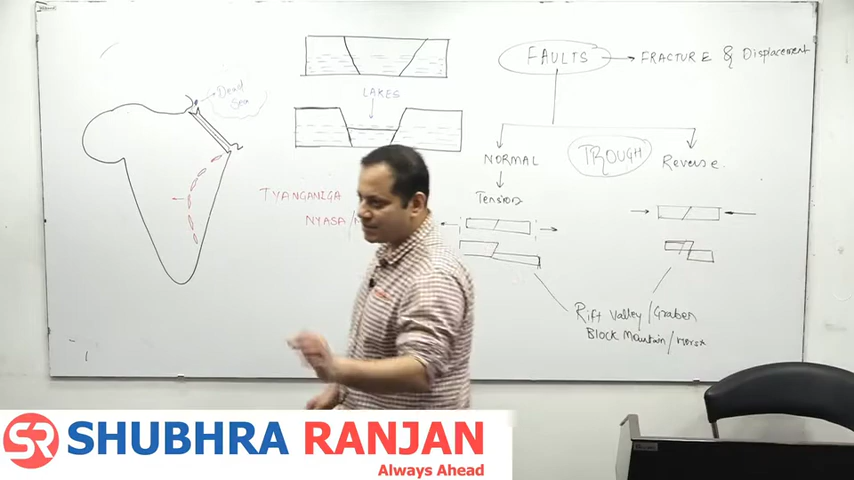 FAULTS → FRACTURE & Displacement
LAKES
Dead
Sea
NORMAL
TROUGH
Reverse
Tension
TYANGANIGA
NYASA/
Rift Valley/Graben
Block Mountain/Horst
SR SHUBHRA RANJAN
Always Ahead